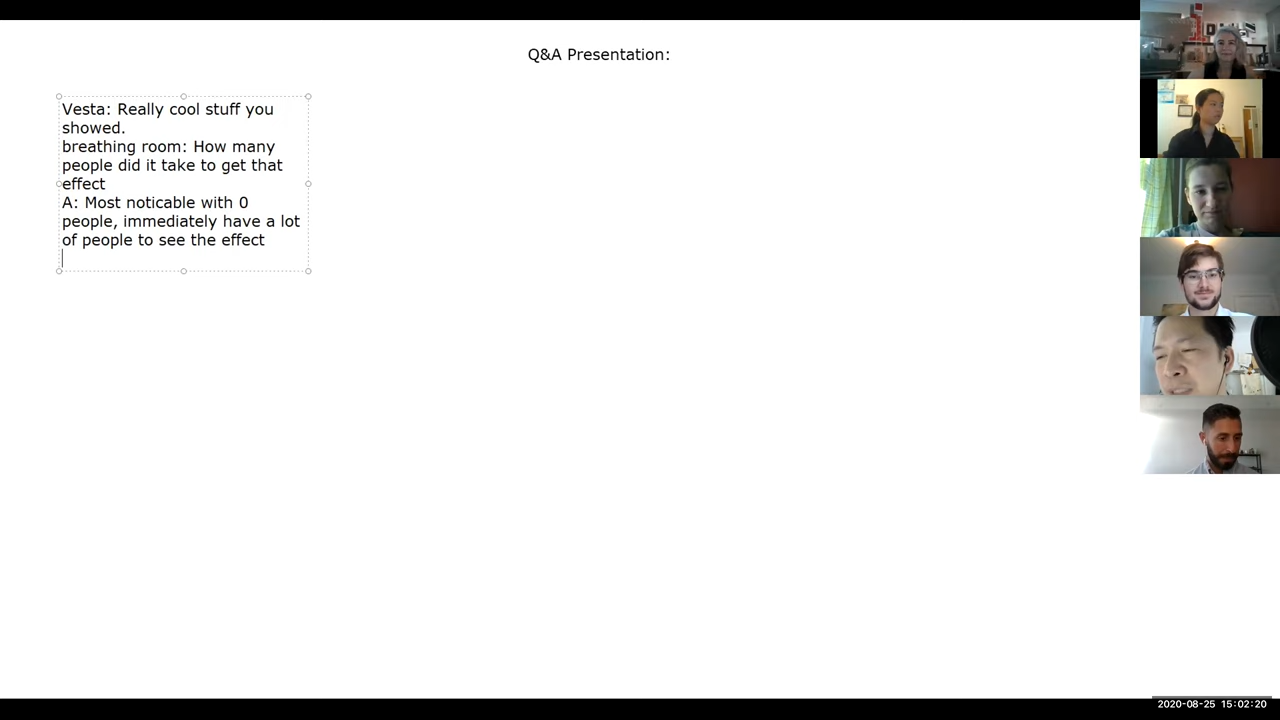 Q&A Presentation:
Vesta: Really cool stuff you
showed.
breathing room: How many
people did it take to get that
effect
A: Most noticable with 0
people, immediately have a lot
of people to see the effect
2020-08-25 15:02:20